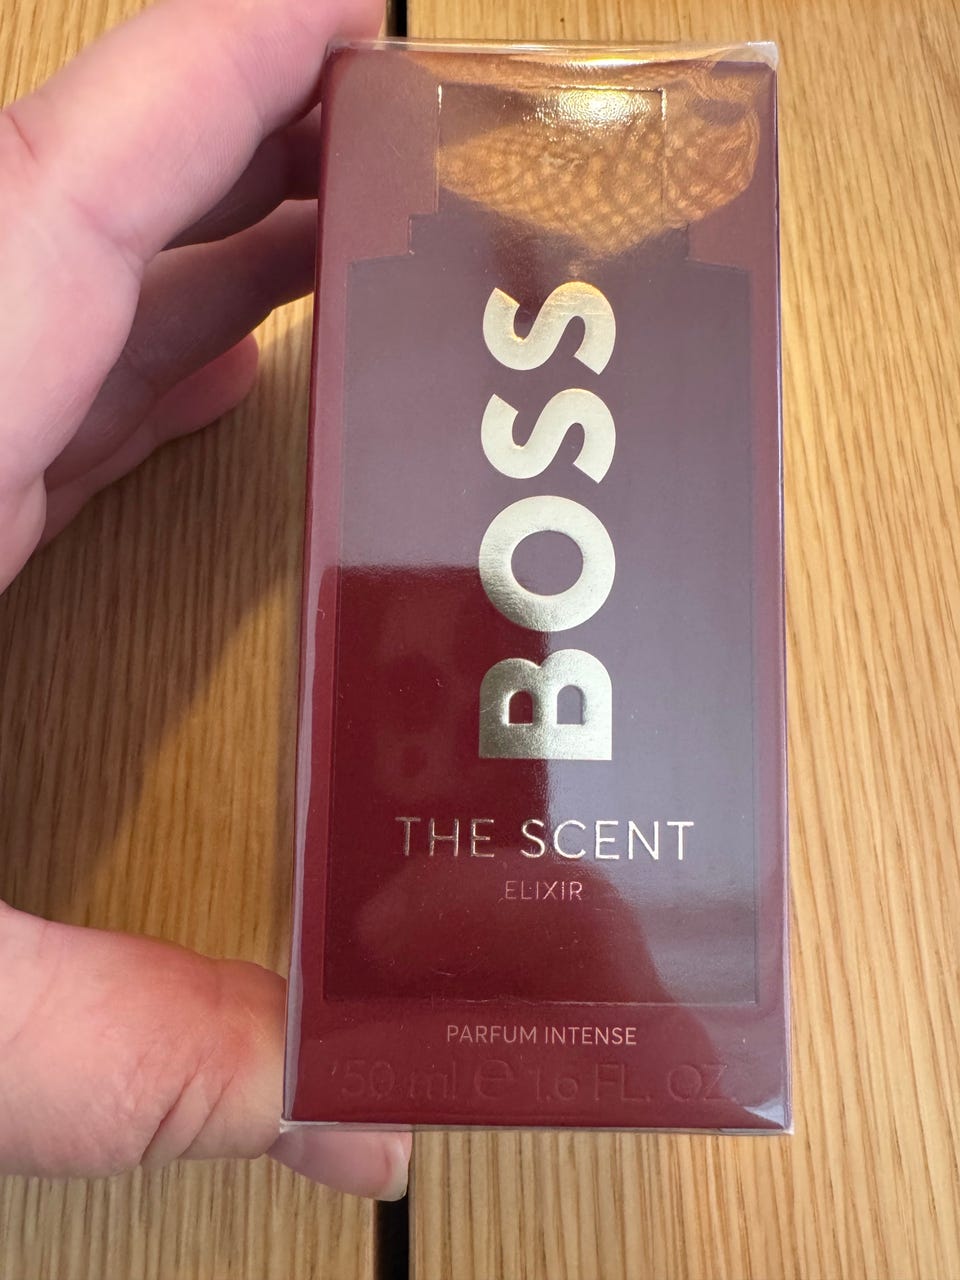 BOSS
THE SCENT
ELIXIR
PARFUM INTENSE
50 ml e 1.6 FL. OZ.